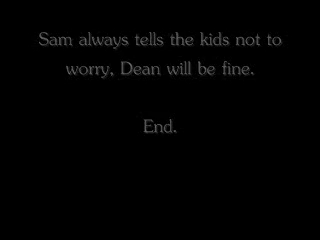 Sam always tells the kids not to
worry, Dean will be fine.
End.